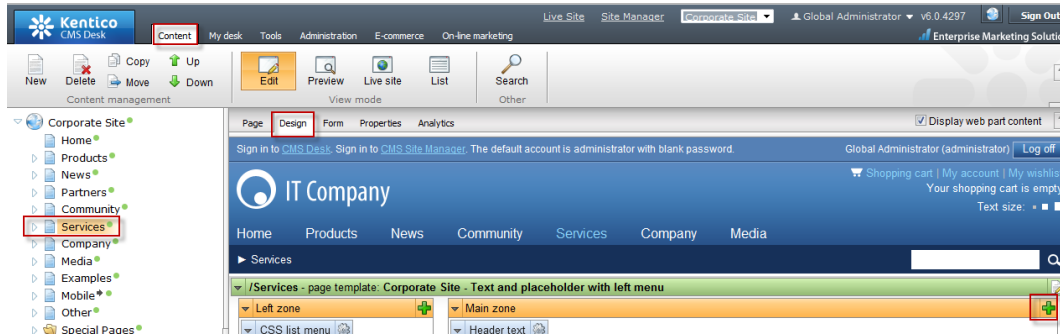 Kentico
CMS Desk
Live Site Site Manager Corporate Site Global Administrator v6.0.4297 Sign Out
Content My desk Tools Administration E-commerce On-line marketing
Enterprise Marketing Solutio
New Delete Copy Move Up Down
Content management
Edit Preview Live site List
View mode
Search
Other
Corporate Site
Home
Products
News
Partners
Community
Services
Company
Media
Examples
Mobile
Other
Special Pages
Page Design Form Properties Analytics
Display web part content
Sign in to CMS Desk. Sign in to CMS Site Manager. The default account is administrator with blank password.
Global Administrator (administrator) Log off
Shopping cart | My account | My wishlis
Your shopping cart is empty
Text size:
IT Company
Home Products News Community Services Company Media
Services
/Services - page template: Corporate Site - Text and placeholder with left menu
Left zone
Main zone
CSS list menu
Header text